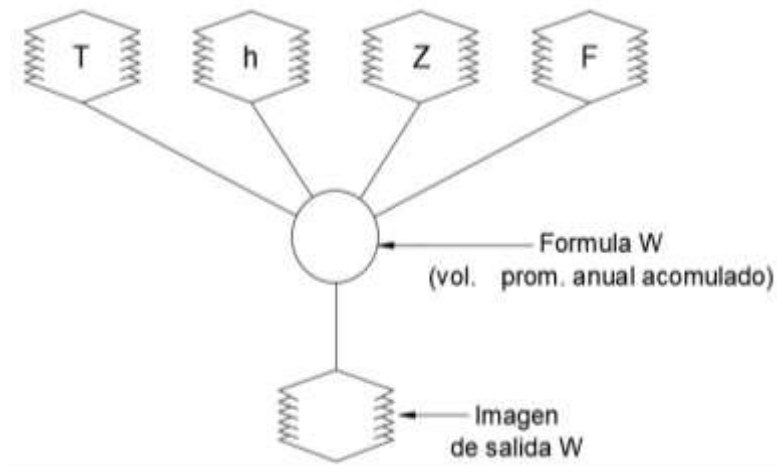 T h Z F
Formula W
(vol. prom. anual acomulado)
Imagen
de salida W